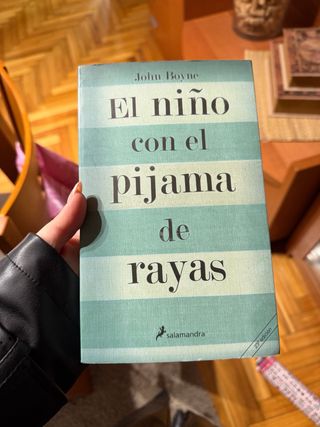 John Boyne
El niño
con el
pijama
de
rayas
salamandra